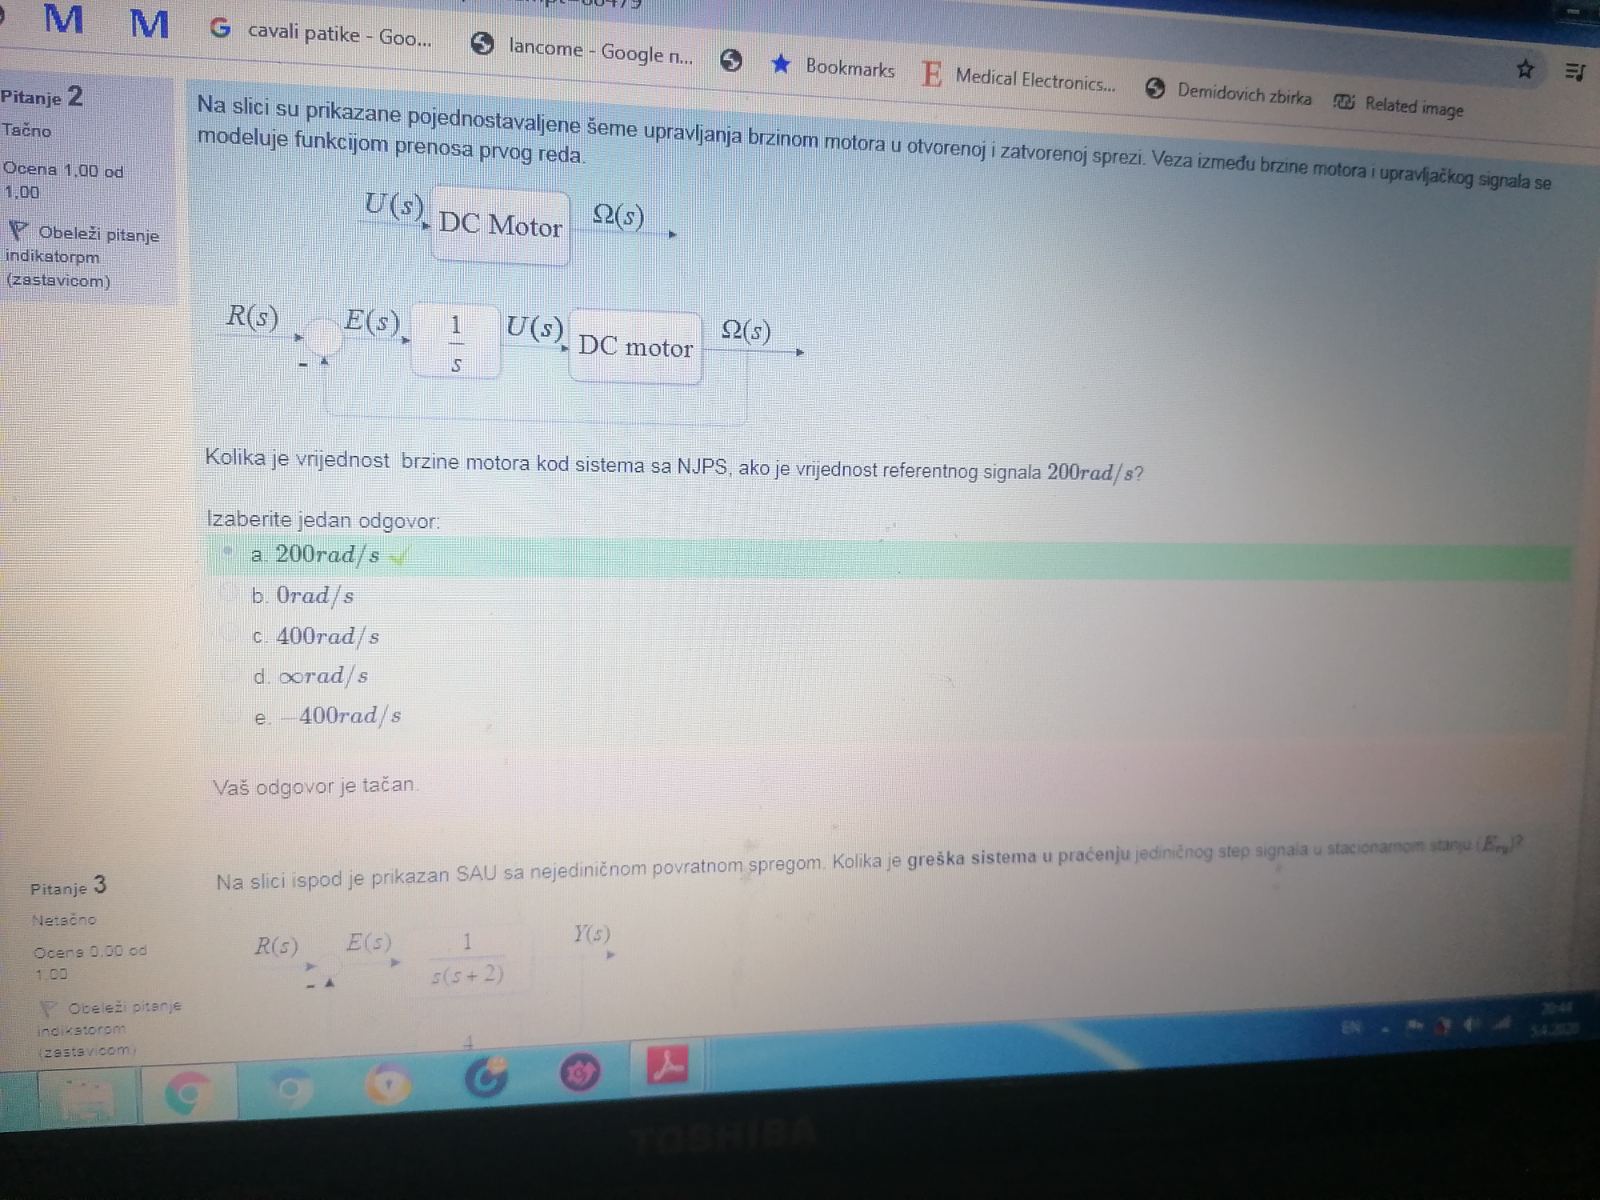 M M G cavali patike - Goo... lancome - Google n... Bookmarks E Medical Electronics... Demidovich zbirka Related image
Pitanje 2
Tačno
Ocena 1,00 od
1,00
Obeleži pitanje
indikatorpm
(zastavicom)
Na slici su prikazane pojednostavaljene šeme upravljanja brzinom motora u otvorenoj i zatvorenoj sprezi. Veza između brzine motora i upravljačkog signala se
modeluje funkcijom prenosa prvog reda.
U(s) DC Motor Ω(s)
R(s) E(s) 1 U(s) DC motor Ω(s)
s
-
Kolika je vrijednost brzine motora kod sistema sa NJPS, ako je vrijednost referentnog signala 200rad/s?
Izaberite jedan odgovor:
a. 200rad/s
b. 0rad/s
c. 400rad/s
d. ∞rad/s
e. −400rad/s
Vaš odgovor je tačan.
Pitanje 3
Netačno
Ocena 0,00 od
1,00
Obeleži pitanje
indikatorom
(zastavicom)
Na slici ispod je prikazan SAU sa nejediničnom povratnom spregom. Kolika je greška sistema u praćenju jediničnog step signala u stacionarnom stanju
R(s) E(s) 1 Y(s)
s(s + 2)
-
4
EN
20:44
TOSHIBA